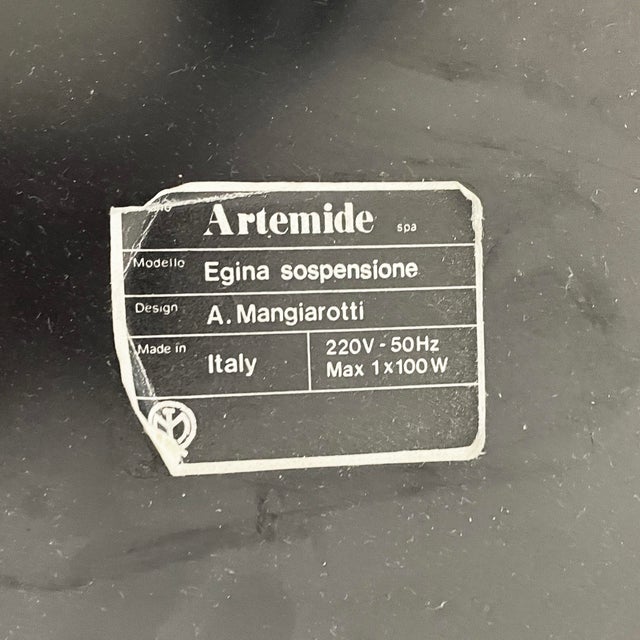 Artemide spa
Modello Egina sospensione
Design A. Mangiarotti
Made in Italy
220V - 50Hz
Max 1x100W